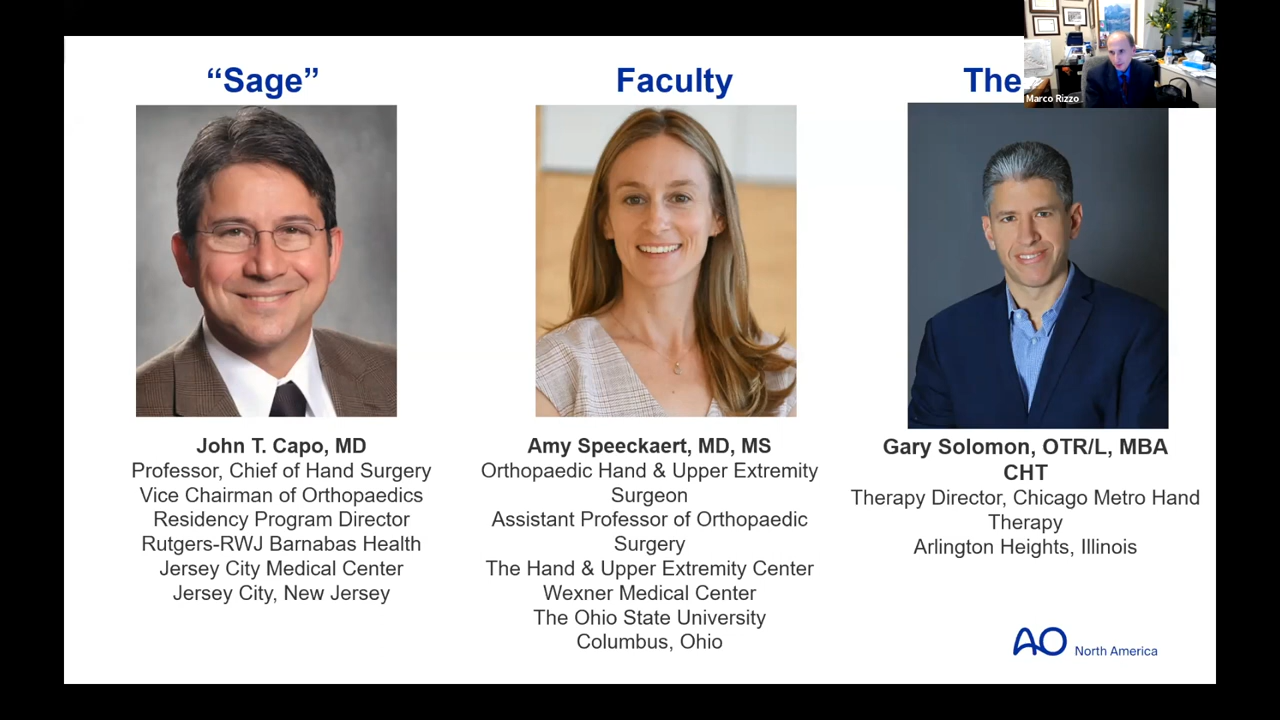 “Sage”
Faculty
The
Marco Rizzo
John T. Capo, MD
Professor, Chief of Hand Surgery
Vice Chairman of Orthopaedics
Residency Program Director
Rutgers-RWJ Barnabas Health
Jersey City Medical Center
Jersey City, New Jersey
Amy Speeckaert, MD, MS
Orthopaedic Hand & Upper Extremity
Surgeon
Assistant Professor of Orthopaedic
Surgery
The Hand & Upper Extremity Center
Wexner Medical Center
The Ohio State University
Columbus, Ohio
Gary Solomon, OTR/L, MBA
CHT
Therapy Director, Chicago Metro Hand
Therapy
Arlington Heights, Illinois
AO North America